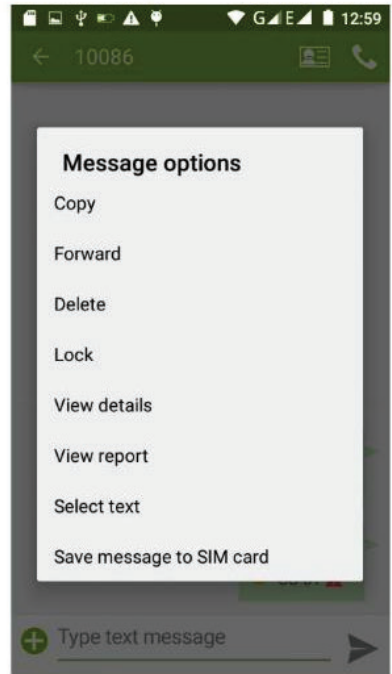 G E 12:59
10086
Message options
Copy
Forward
Delete
Lock
View details
View report
Select text
Save message to SIM card
Type text message